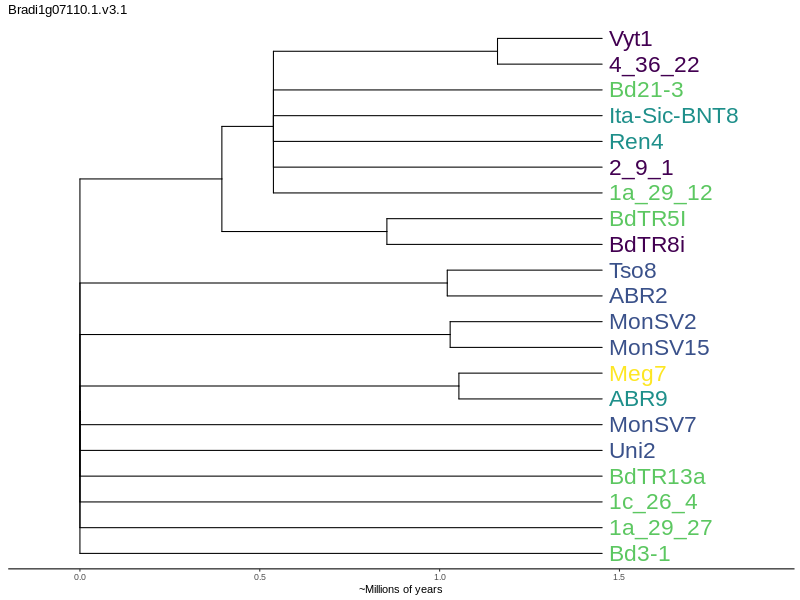 Bradi1g07110.1.v3.1
Vyt1
4_36_22
Bd21-3
Ita-Sic-BNT8
Ren4
2_9_1
1a_29_12
BdTR5I
BdTR8i
Tso8
ABR2
MonSV2
MonSV15
Meg7
ABR9
MonSV7
Uni2
BdTR13a
1c_26_4
1a_29_27
Bd3-1
0.0 0.5 1.0 1.5
~Millions of years